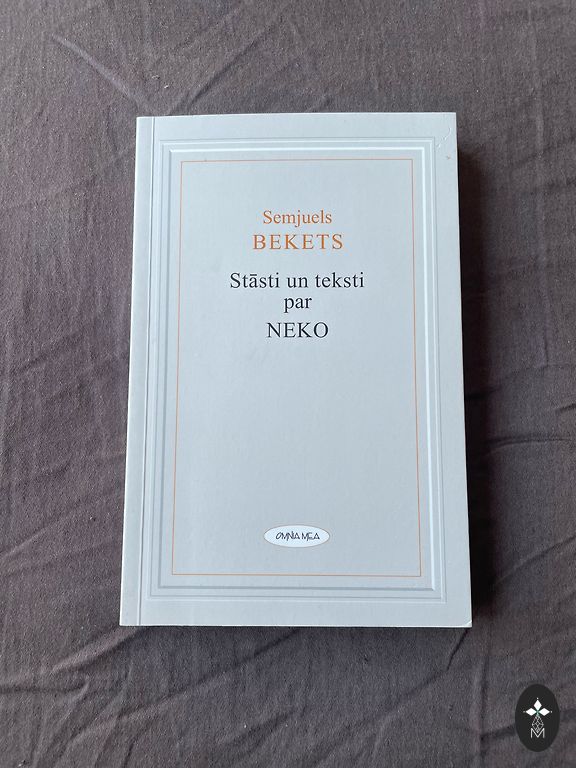 Semjuels
BEKETS
Stāsti un teksti
par
NEKO
OMNIA MEA